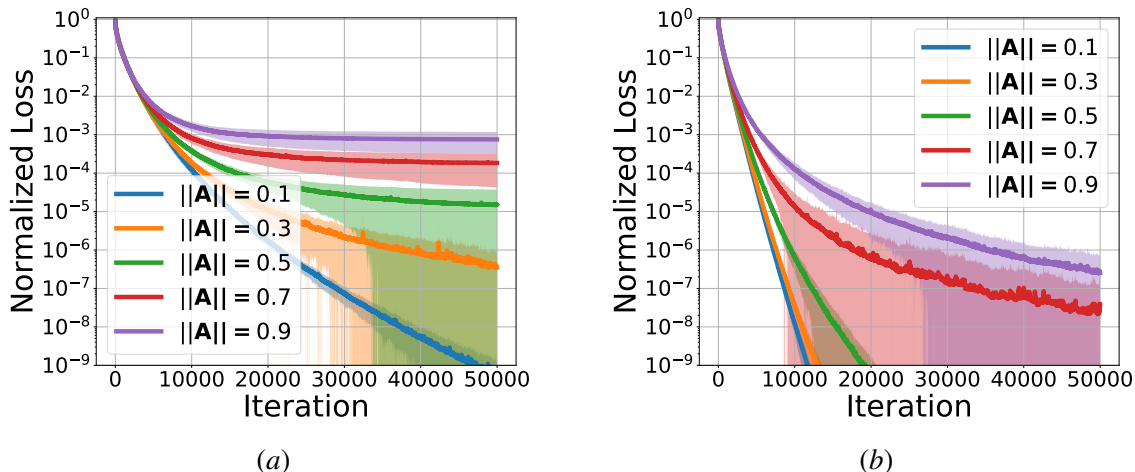 10^0
10^-1
10^-2
10^-3
10^-4
10^-5
10^-6
10^-7
10^-8
10^-9
Normalized Loss
||A|| = 0.1
||A|| = 0.3
||A|| = 0.5
||A|| = 0.7
||A|| = 0.9
0 10000 20000 30000 40000 50000
Iteration
(a)
10^0
10^-1
10^-2
10^-3
10^-4
10^-5
10^-6
10^-7
10^-8
10^-9
Normalized Loss
||A|| = 0.1
||A|| = 0.3
||A|| = 0.5
||A|| = 0.7
||A|| = 0.9
0 10000 20000 30000 40000 50000
Iteration
(b)